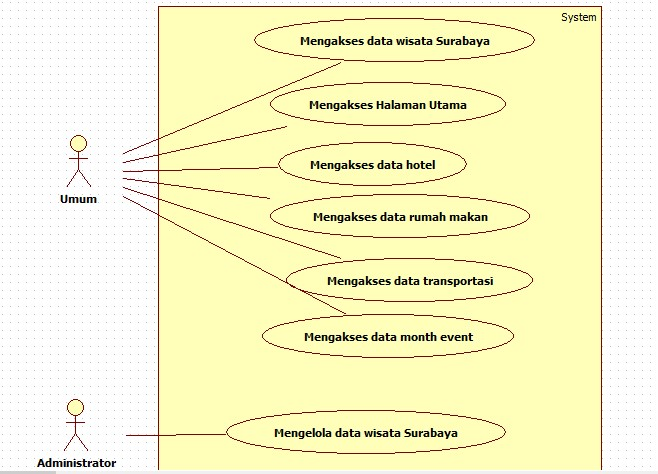 System
Mengakses data wisata Surabaya
Mengakses Halaman Utama
Mengakses data hotel
Umum
Mengakses data rumah makan
Mengakses data transportasi
Mengakses data month event
Mengelola data wisata Surabaya
Administrator